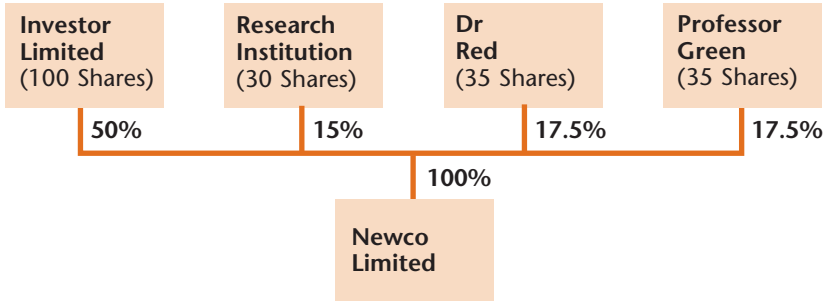 Investor
Limited
(100 Shares)
Research
Institution
(30 Shares)
Dr
Red
(35 Shares)
Professor
Green
(35 Shares)
50%
15%
17.5%
17.5%
100%
Newco
Limited